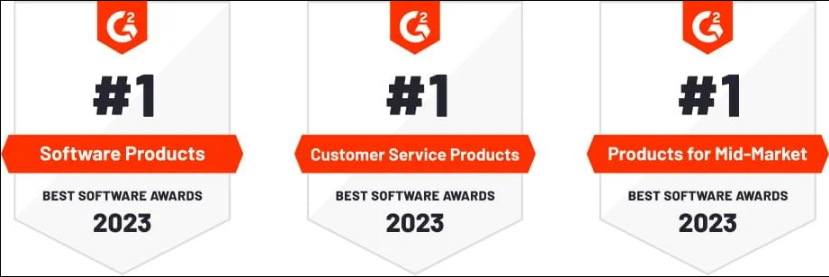 G2
#1
Software Products
BEST SOFTWARE AWARDS
2023
G2
#1
Customer Service Products
BEST SOFTWARE AWARDS
2023
G2
#1
Products for Mid-Market
BEST SOFTWARE AWARDS
2023